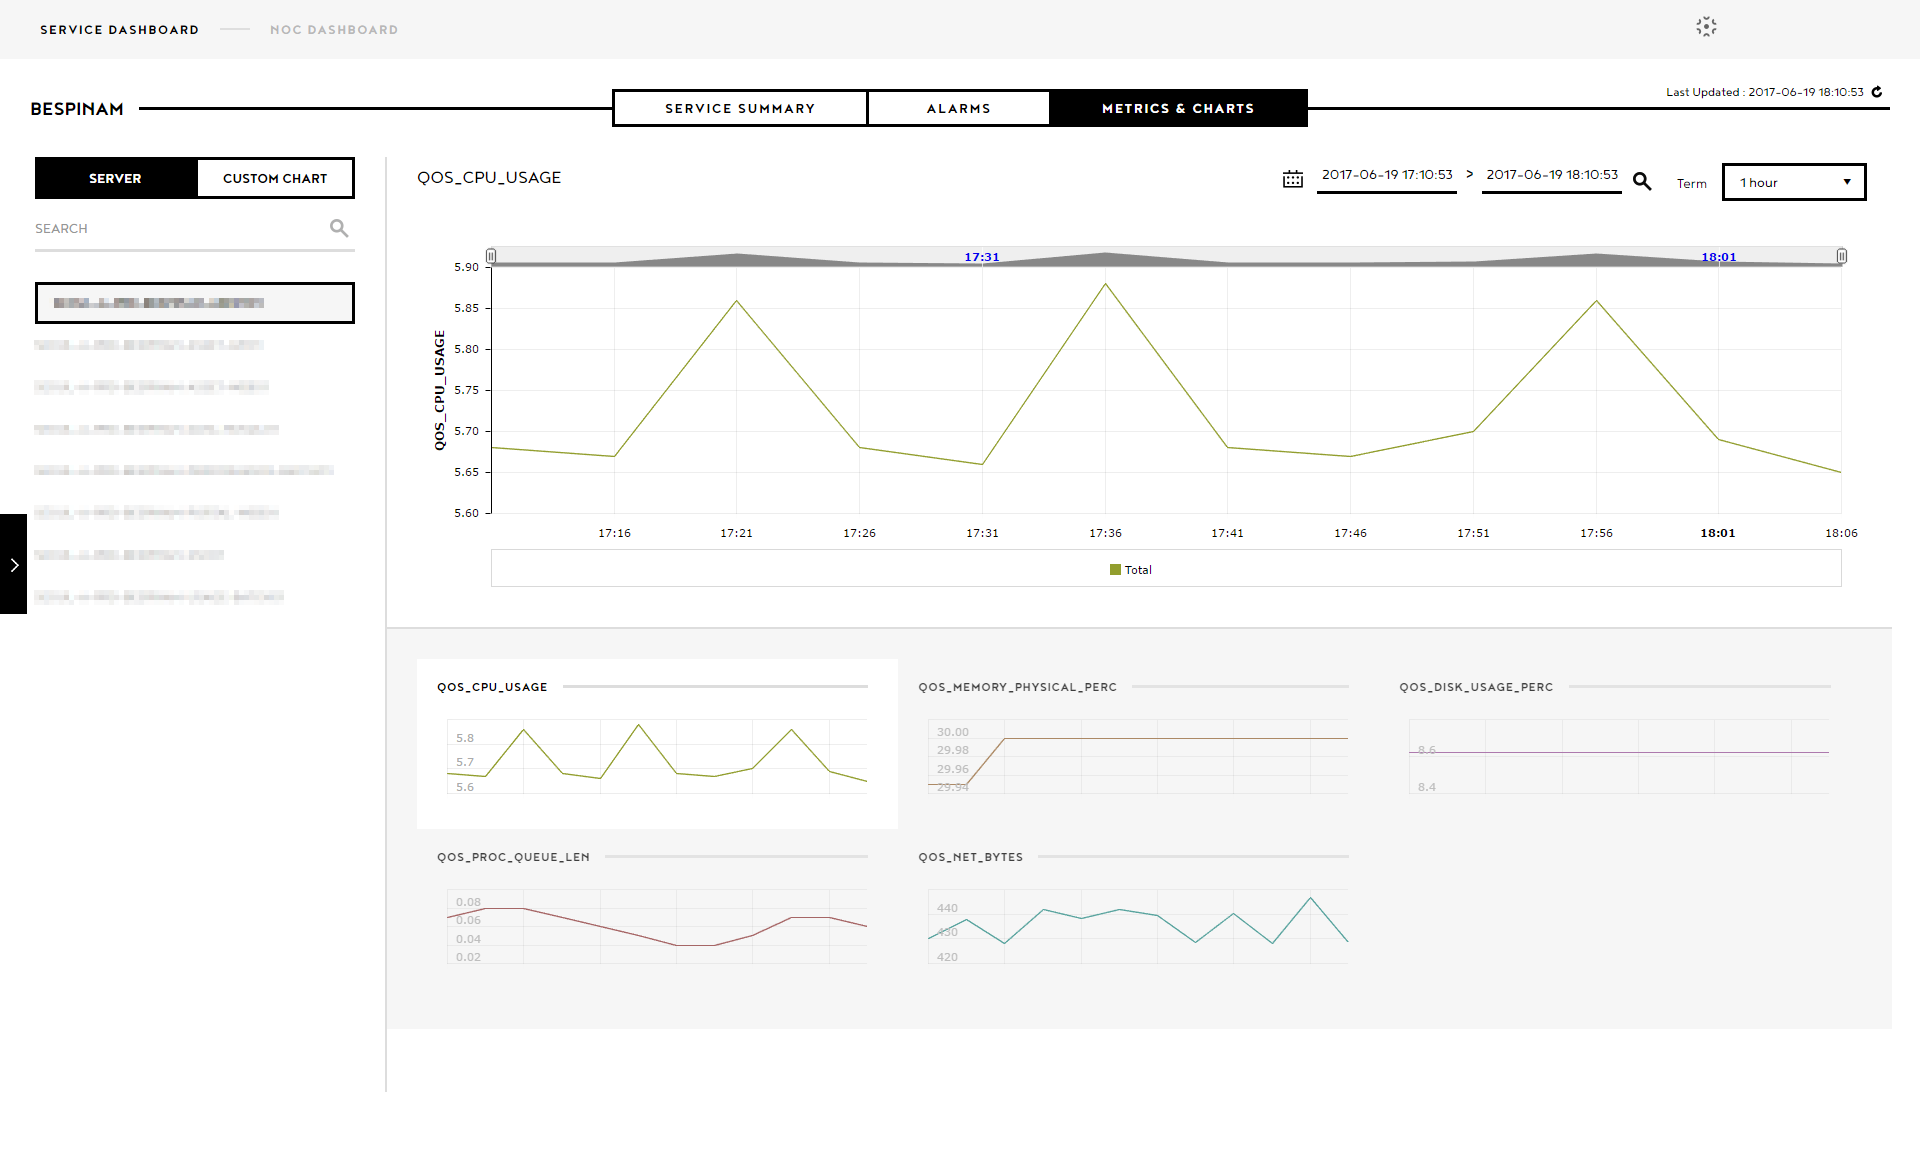 SERVICE DASHBOARD NOC DASHBOARD
Last Updated : 2017-06-19 18:10:53
BESPINAM SERVICE SUMMARY ALARMS METRICS & CHARTS
SERVER CUSTOM CHART
SEARCH
QOS_CPU_USAGE
2017-06-19 17:10:53 > 2017-06-19 18:10:53
Term 1 hour
17:31 18:01
5.90
5.85
5.80
5.75
5.70
5.65
5.60
QOS_CPU_USAGE
17:16 17:21 17:26 17:31 17:36 17:41 17:46 17:51 17:56 18:01 18:06
Total
QOS_CPU_USAGE
5.8
5.7
5.6
QOS_MEMORY_PHYSICAL_PERC
30.00
29.98
29.96
29.94
QOS_DISK_USAGE_PERC
8.6
8.4
QOS_PROC_QUEUE_LEN
0.08
0.06
0.04
0.02
QOS_NET_BYTES
440
430
420